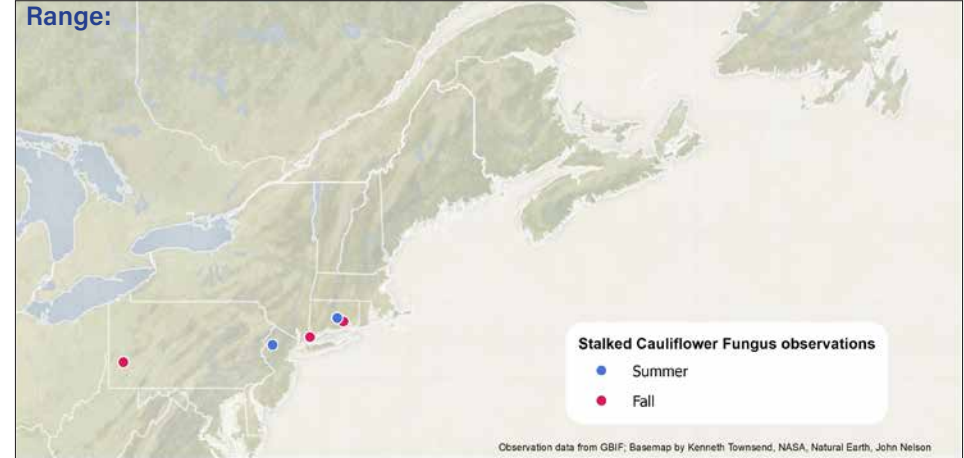 Range:
Stalked Cauliflower Fungus observations
Summer
Fall
Observation data from GBIF; Basemap by Kenneth Townsend, NASA, Natural Earth, John Nelson